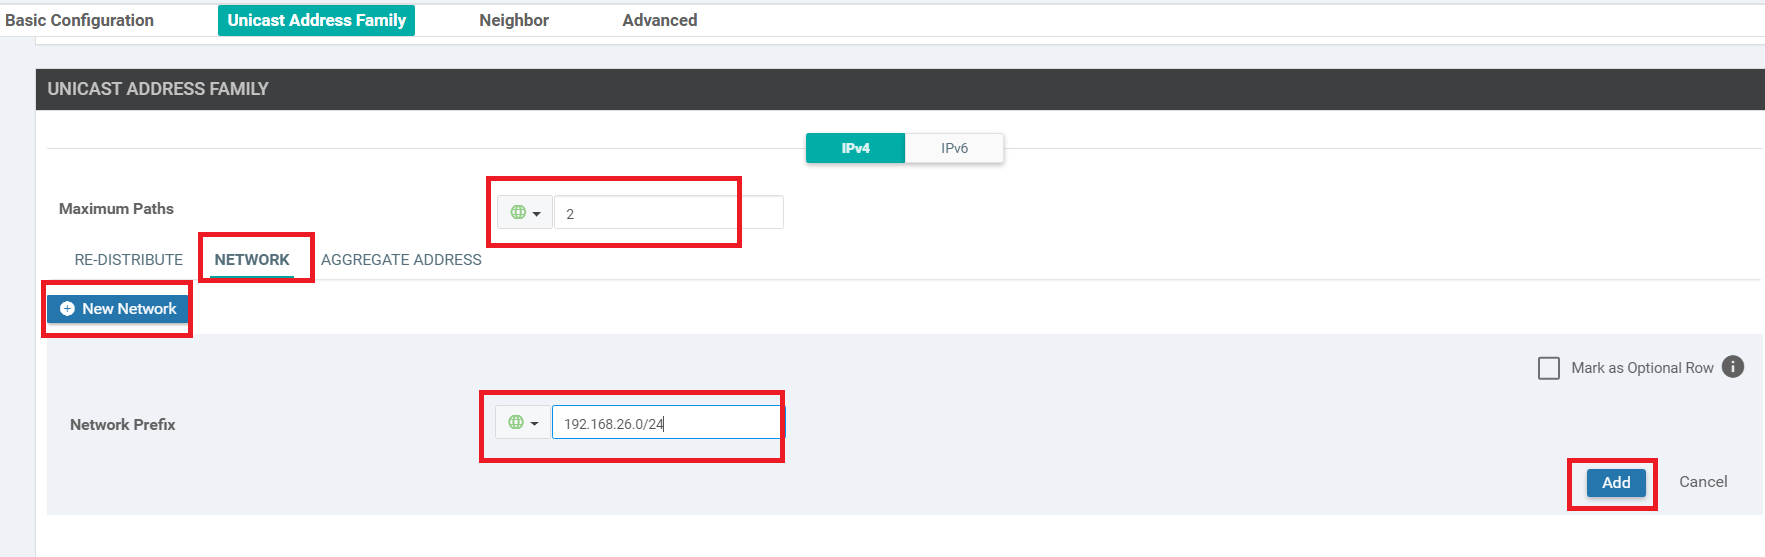 Basic Configuration Unicast Address Family Neighbor Advanced
UNICAST ADDRESS FAMILY
IPv4 IPv6
Maximum Paths 2
RE-DISTRIBUTE NETWORK AGGREGATE ADDRESS
New Network
Mark as Optional Row
Network Prefix 192.168.26.0/24
Add Cancel